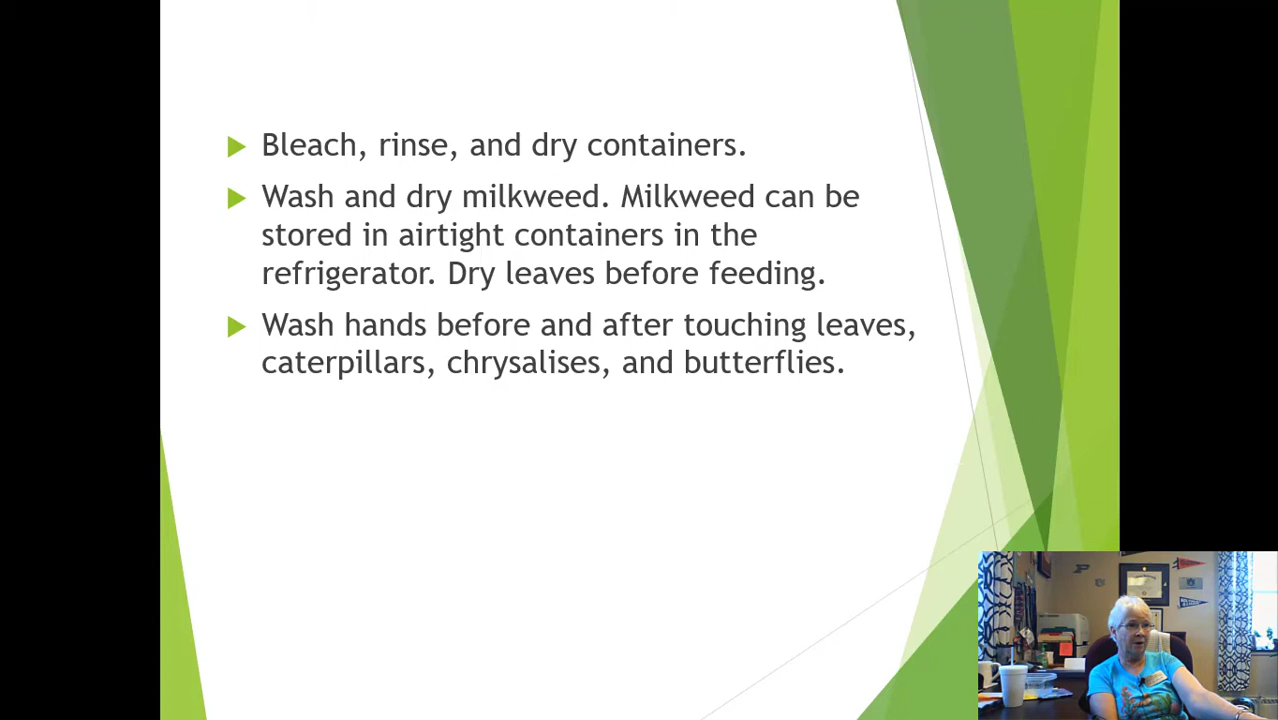 Bleach, rinse, and dry containers.
Wash and dry milkweed. Milkweed can be
stored in airtight containers in the
refrigerator. Dry leaves before feeding.
Wash hands before and after touching leaves,
caterpillars, chrysalises, and butterflies.